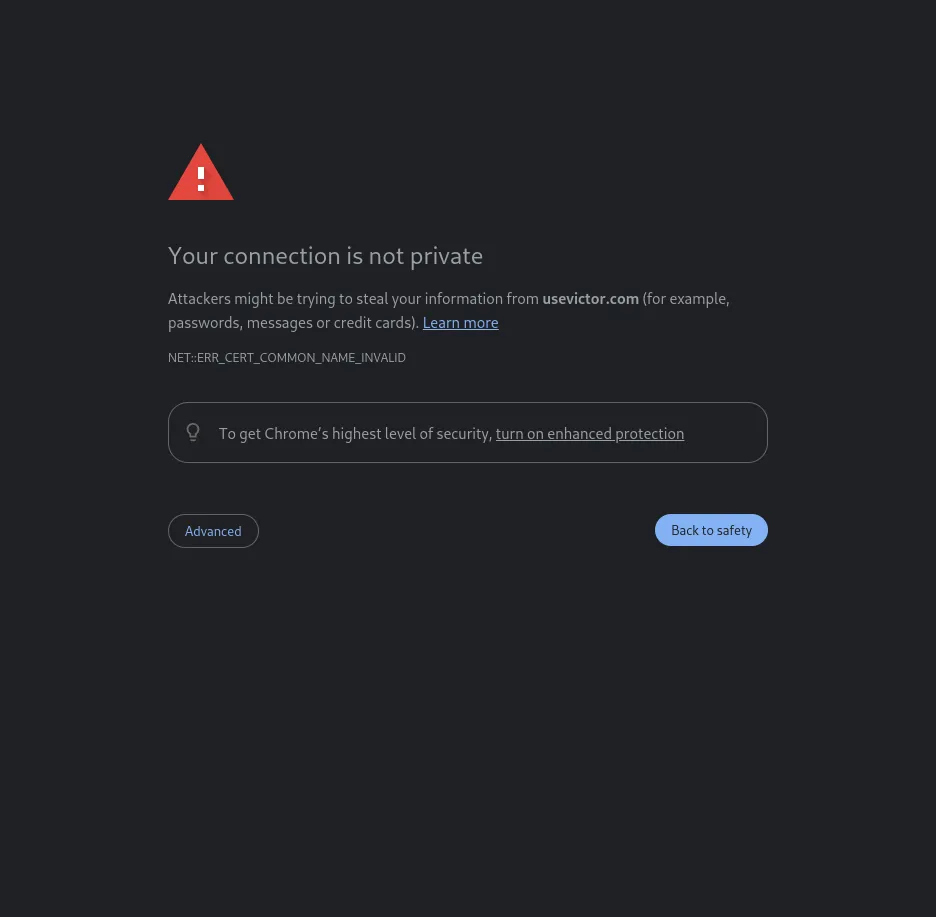 Your connection is not private
Attackers might be trying to steal your information from usevictor.com (for example,
passwords, messages or credit cards). Learn more
NET::ERR_CERT_COMMON_NAME_INVALID
To get Chrome’s highest level of security, turn on enhanced protection
Advanced
Back to safety